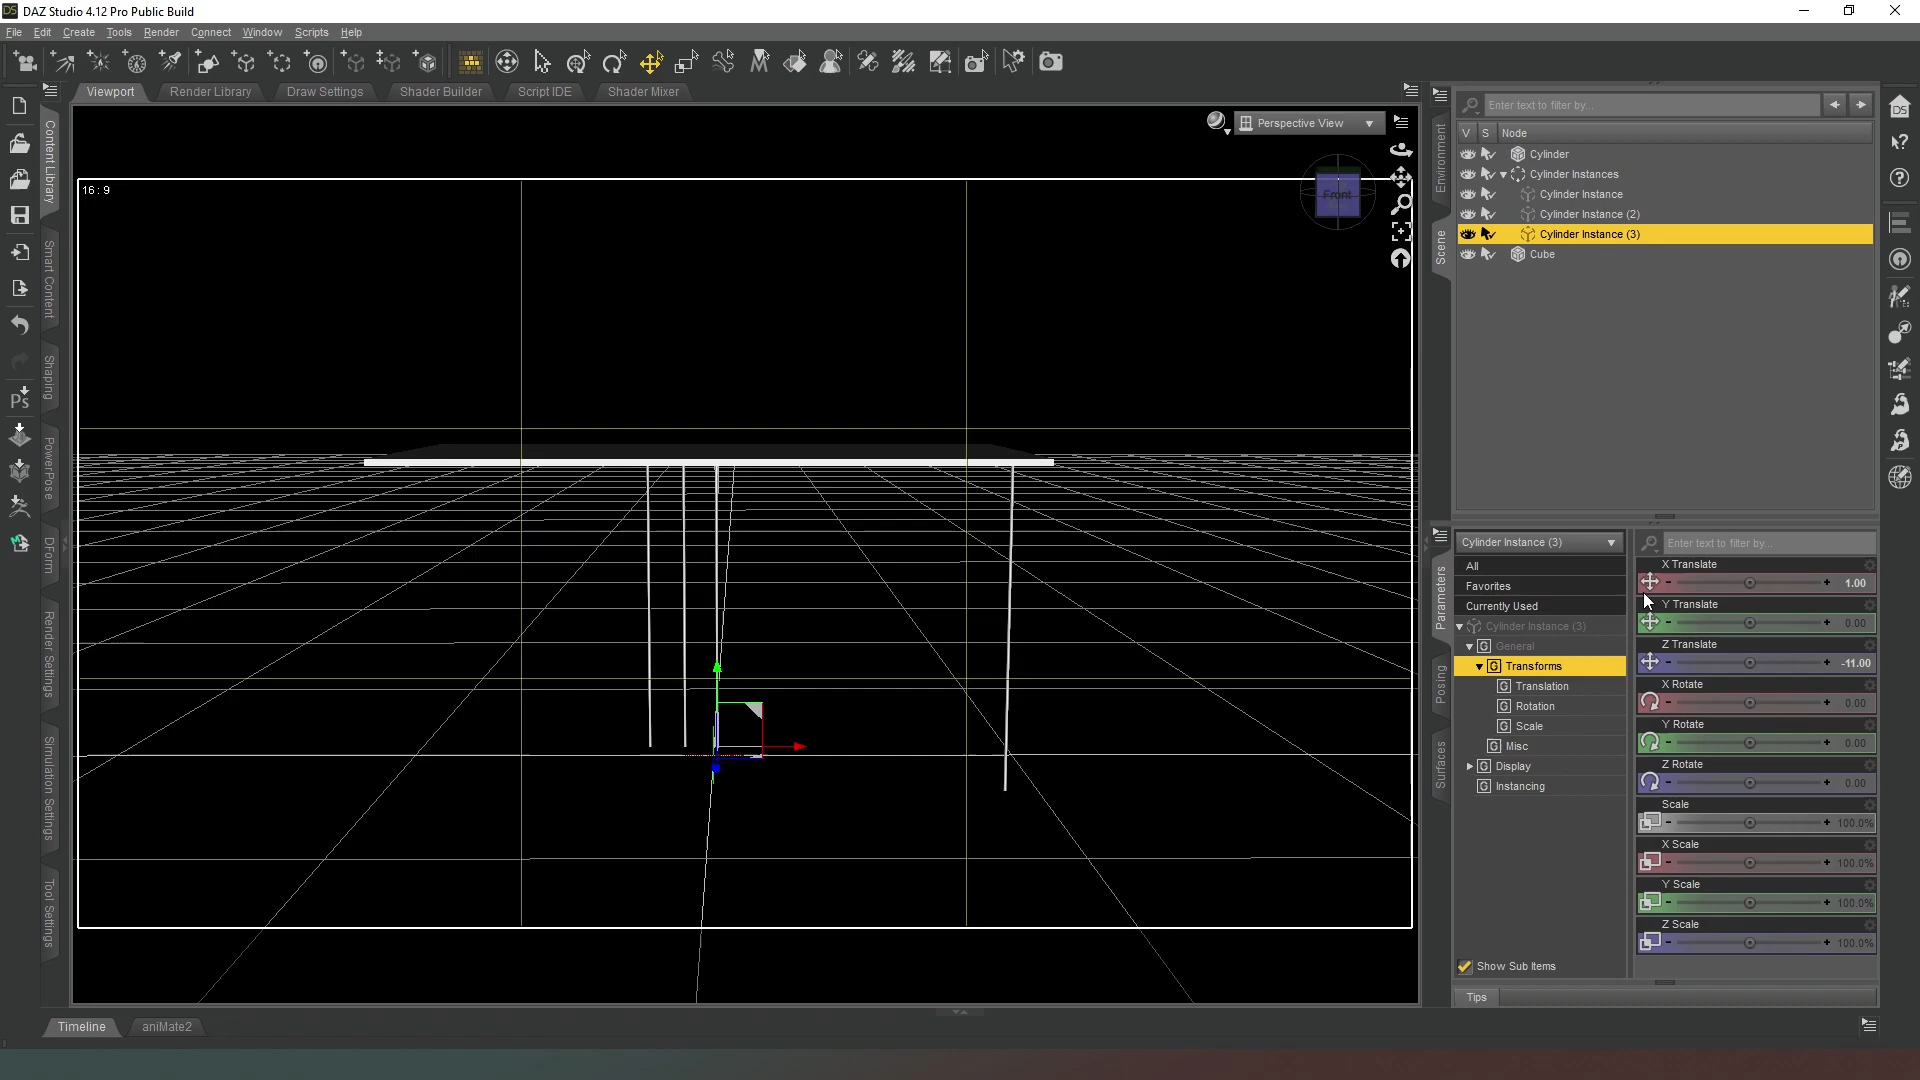 DAZ Studio 4.12 Pro Public Build
File Edit Create Tools Render Connect Window Scripts Help
Viewport Render Library Draw Settings Shader Builder Script IDE Shader Mixer
Content Library
Smart Content
Shaping
PowerPose
DForm
Render Settings
Simulation Settings
Tool Settings
Ps
16 : 9
Perspective View
Front
Environment
Scene
Enter text to filter by...
V S Node
Cylinder
Cylinder Instances
Cylinder Instance
Cylinder Instance (2)
Cylinder Instance (3)
Cube
Parameters
Posing
Surfaces
Cylinder Instance (3)
All
Favorites
Currently Used
Cylinder Instance (3)
G General
G Transforms
G Translation
G Rotation
G Scale
G Misc
G Display
G Instancing
Show Sub Items
Enter text to filter by...
X Translate
1.00
Y Translate
0.00
Z Translate
-11.00
X Rotate
0.00
Y Rotate
0.00
Z Rotate
0.00
Scale
100.0%
X Scale
100.0%
Y Scale
100.0%
Z Scale
100.0%
Tips
Timeline aniMate2